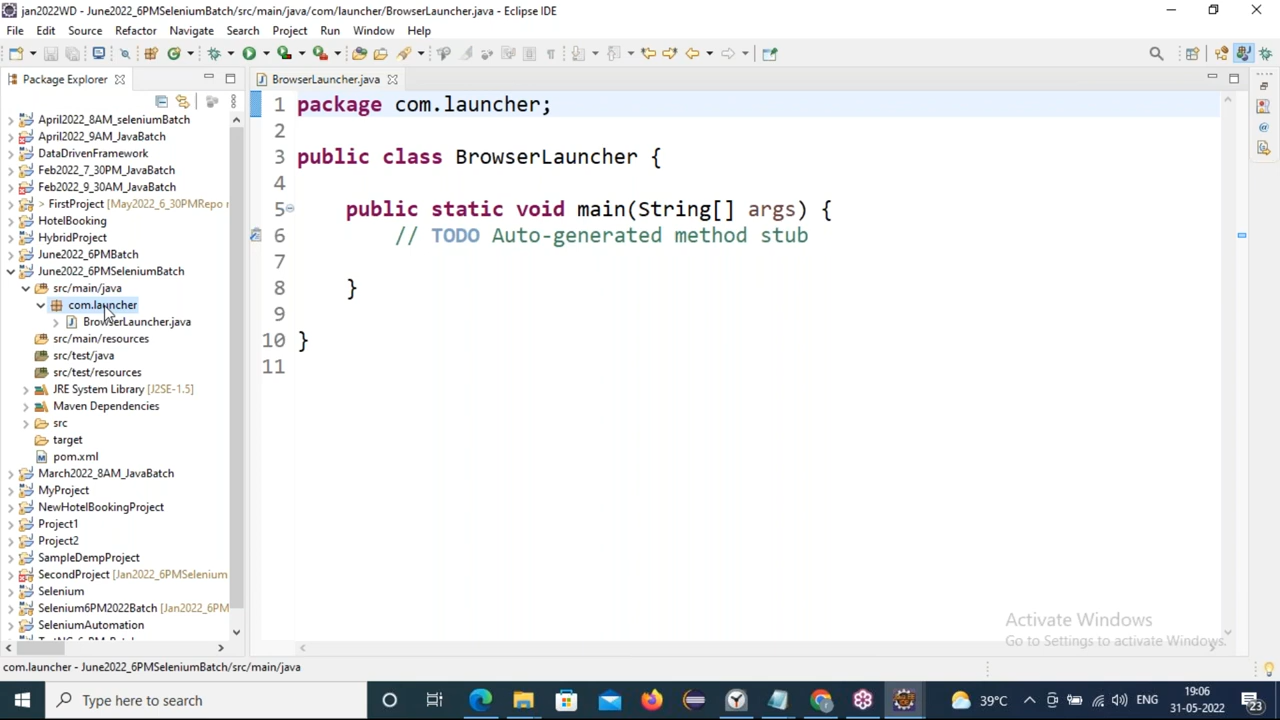 jan2022WD - June2022_6PMSeleniumBatch/src/main/java/com/launcher/BrowserLauncher.java - Eclipse IDE
File Edit Source Refactor Navigate Search Project Run Window Help
Package Explorer
BrowserLauncher.java
April2022_8AM_seleniumBatch
April2022_9AM_JavaBatch
DataDrivenFramework
Feb2022_7_30PM_JavaBatch
Feb2022_9_30AM_JavaBatch
> FirstProject [May2022_6_30PMRepo
HotelBooking
HybridProject
June2022_6PMBatch
June2022_6PMSeleniumBatch
src/main/java
com.launcher
BrowserLauncher.java
src/main/resources
src/test/java
src/test/resources
JRE System Library [J2SE-1.5]
Maven Dependencies
src
target
pom.xml
March2022_8AM_JavaBatch
MyProject
NewHotelBookingProject
Project1
Project2
SampleDempProject
SecondProject [Jan2022_6PMSelenium
Selenium
Selenium6PM2022Batch [Jan2022_6PM
SeleniumAutomation
1 package com.launcher;
2
3 public class BrowserLauncher {
4
5 public static void main(String[] args) {
6 // TODO Auto-generated method stub
7
8 }
9
10 }
11
Activate Windows
Go to Settings to activate Windows.
com.launcher - June2022_6PMSeleniumBatch/src/main/java
Type here to search
39°C
ENG
19:06
31-05-2022
23